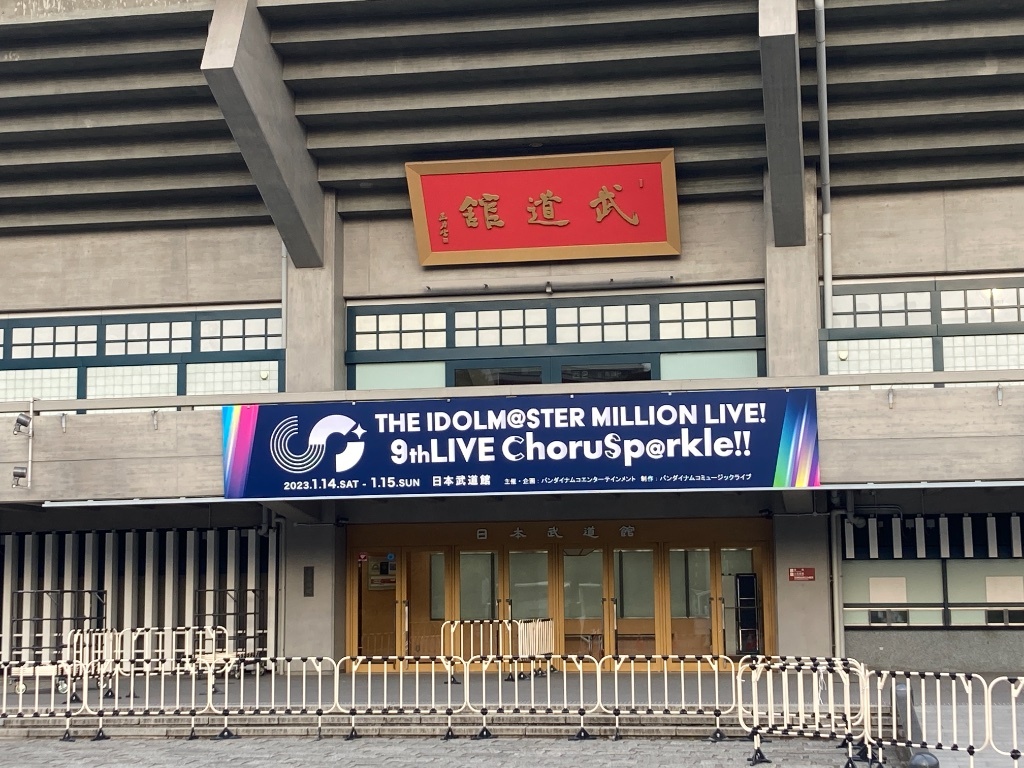 武道館
THE IDOLM@STER MILLION LIVE!
9thLIVE ChoruSp@rkle!!
2023.1.14.SAT - 1.15.SUN 日本武道館 主催・企画：バンダイナムコエンターテインメント 制作：バンダイナムコミュージックライブ
日本武道館